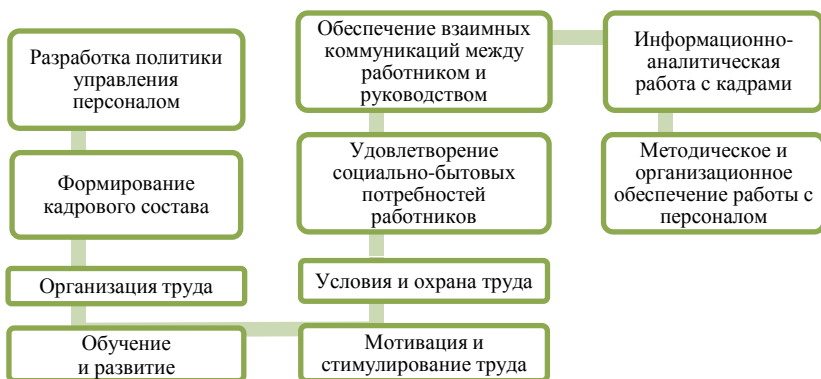 Разработка политики
управления
персоналом
Формирование
кадрового состава
Организация труда
Обучение
и развитие
Мотивация и
стимулирование труда
Условия и охрана труда
Удовлетворение
социально-бытовых
потребностей
работников
Обеспечение взаимных
коммуникаций между
работником и
руководством
Информационно-
аналитическая
работа с кадрами
Методическое и
организационное
обеспечение работы с
персоналом